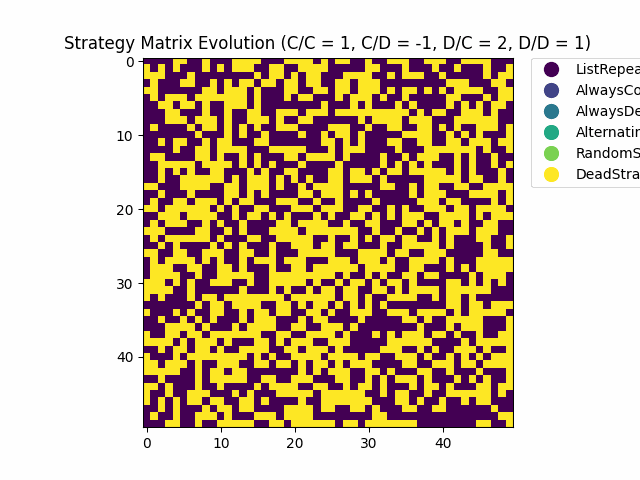 Strategy Matrix Evolution (C/C = 1, C/D = -1, D/C = 2, D/D = 1)
ListRepea
AlwaysCo
AlwaysDe
Alternatin
RandomS
DeadStra
0
10
20
30
40
0
10
20
30
40